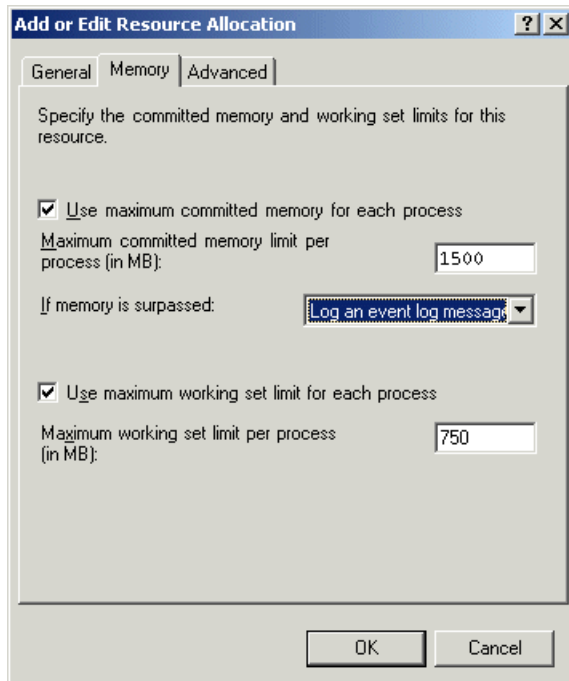 Add or Edit Resource Allocation
General Memory Advanced
Specify the committed memory and working set limits for this
resource.
Use maximum committed memory for each process
Maximum committed memory limit per
process (in MB):
1500
If memory is surpassed:
Log an event log message
Use maximum working set limit for each process
Maximum working set limit per process
(in MB):
750
OK Cancel